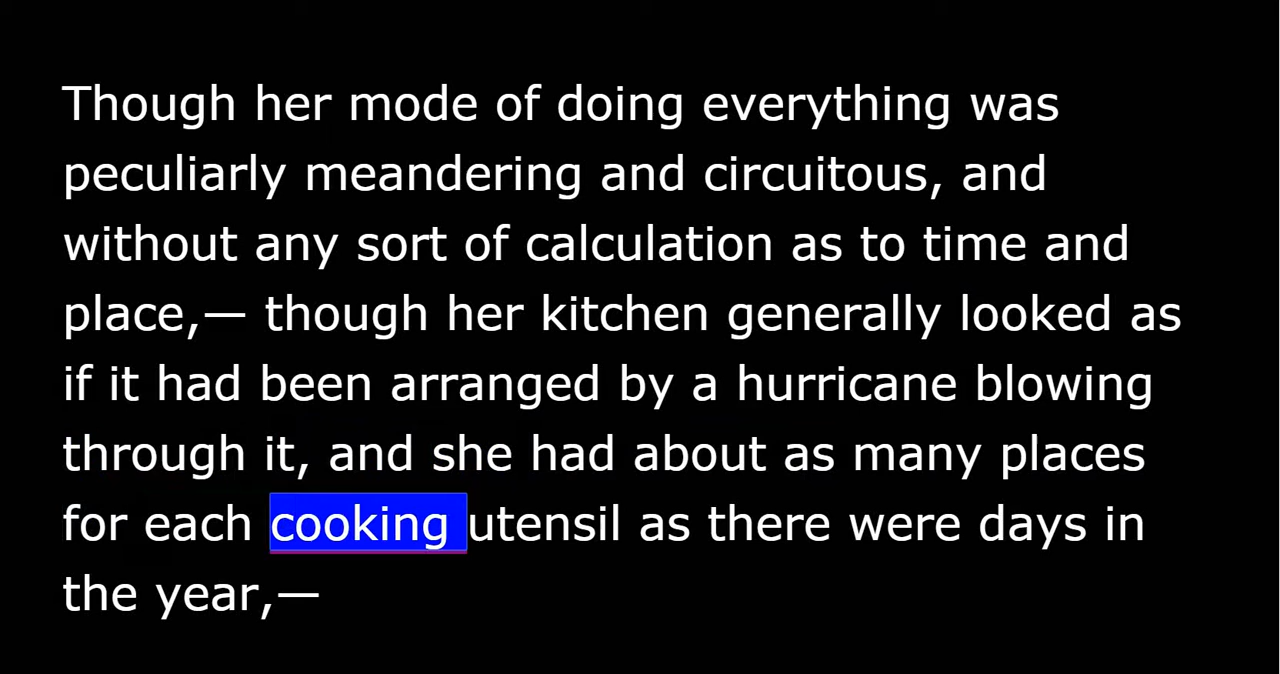 Though her mode of doing everything was
peculiarly meandering and circuitous, and
without any sort of calculation as to time and
place,— though her kitchen generally looked as
if it had been arranged by a hurricane blowing
through it, and she had about as many places
for each cooking utensil as there were days in
the year,—